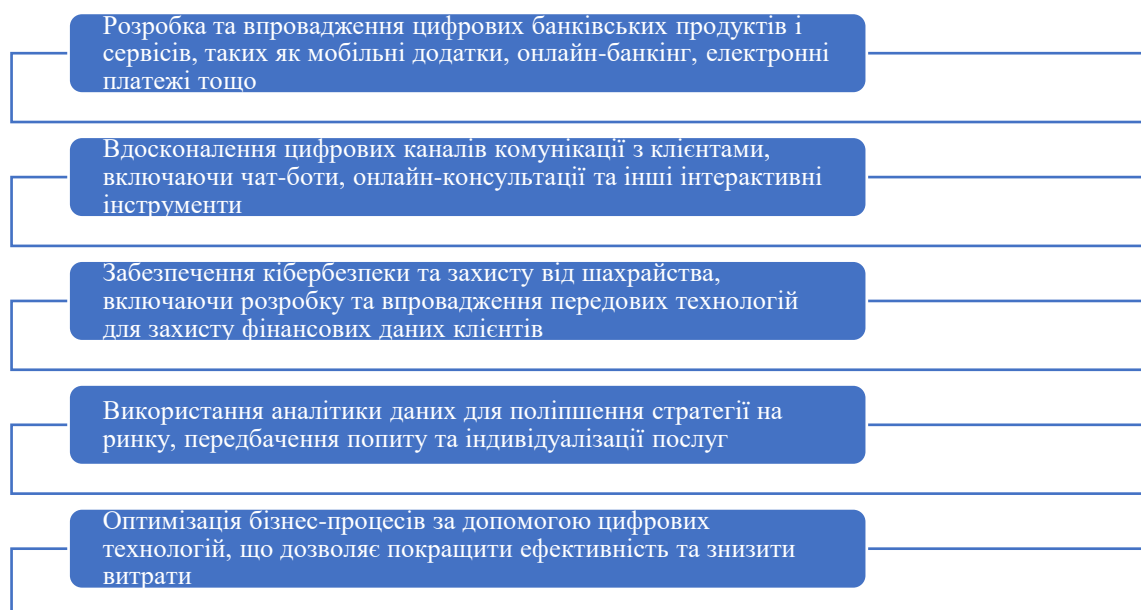 Розробка та впровадження цифрових банківських продуктів і
сервісів, таких як мобільні додатки, онлайн-банкінг, електронні
платежі тощо
Вдосконалення цифрових каналів комунікації з клієнтами,
включаючи чат-боти, онлайн-консультації та інші інтерактивні
інструменти
Забезпечення кібербезпеки та захисту від шахрайства,
включаючи розробку та впровадження передових технологій
для захисту фінансових даних клієнтів
Використання аналітики даних для поліпшення стратегії на
ринку, передбачення попиту та індивідуалізації послуг
Оптимізація бізнес-процесів за допомогою цифрових
технологій, що дозволяє покращити ефективність та знизити
витрати